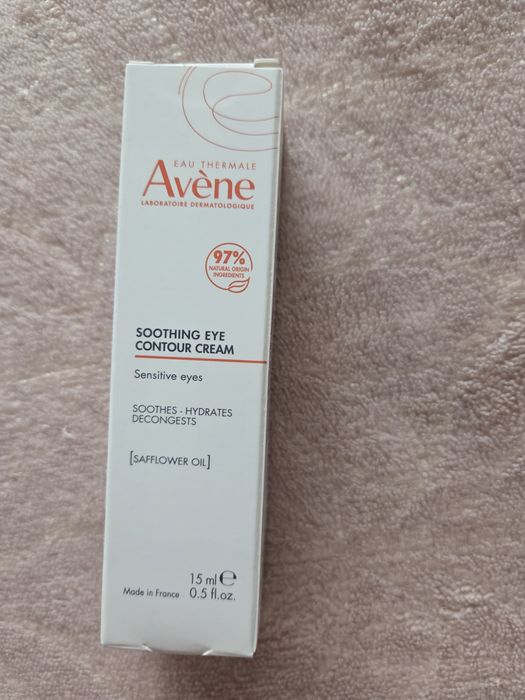 EAU THERMALE
Avène
LABORATOIRE DERMATOLOGIQUE
97%
NATURAL ORIGIN
INGREDIENTS
SOOTHING EYE
CONTOUR CREAM
Sensitive eyes
SOOTHES - HYDRATES
DECONGESTS
[SAFFLOWER OIL]
15 ml ℮
Made in France 0.5 fl.oz.